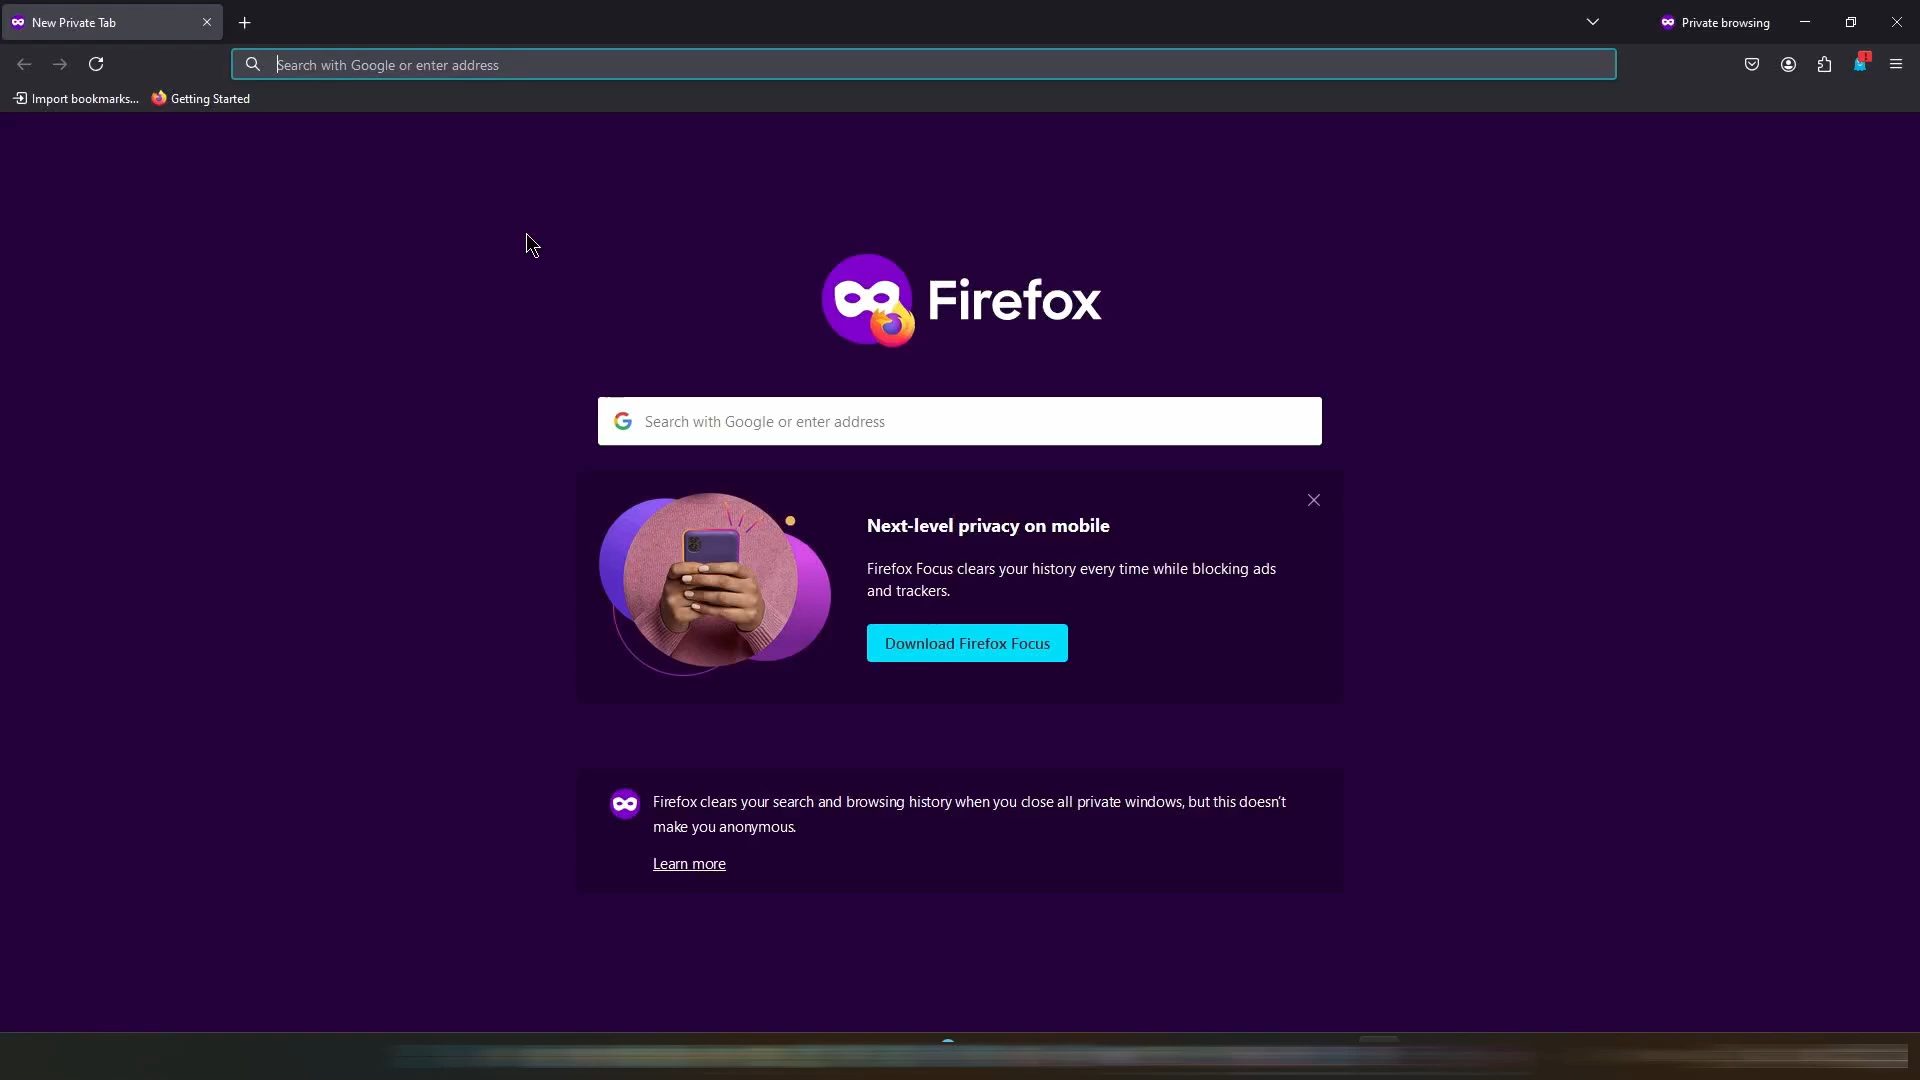 New Private Tab
Private browsing
Search with Google or enter address
Import bookmarks...
Getting Started
Firefox
Search with Google or enter address
Next-level privacy on mobile
Firefox Focus clears your history every time while blocking ads
and trackers.
Download Firefox Focus
Firefox clears your search and browsing history when you close all private windows, but this doesn't
make you anonymous.
Learn more